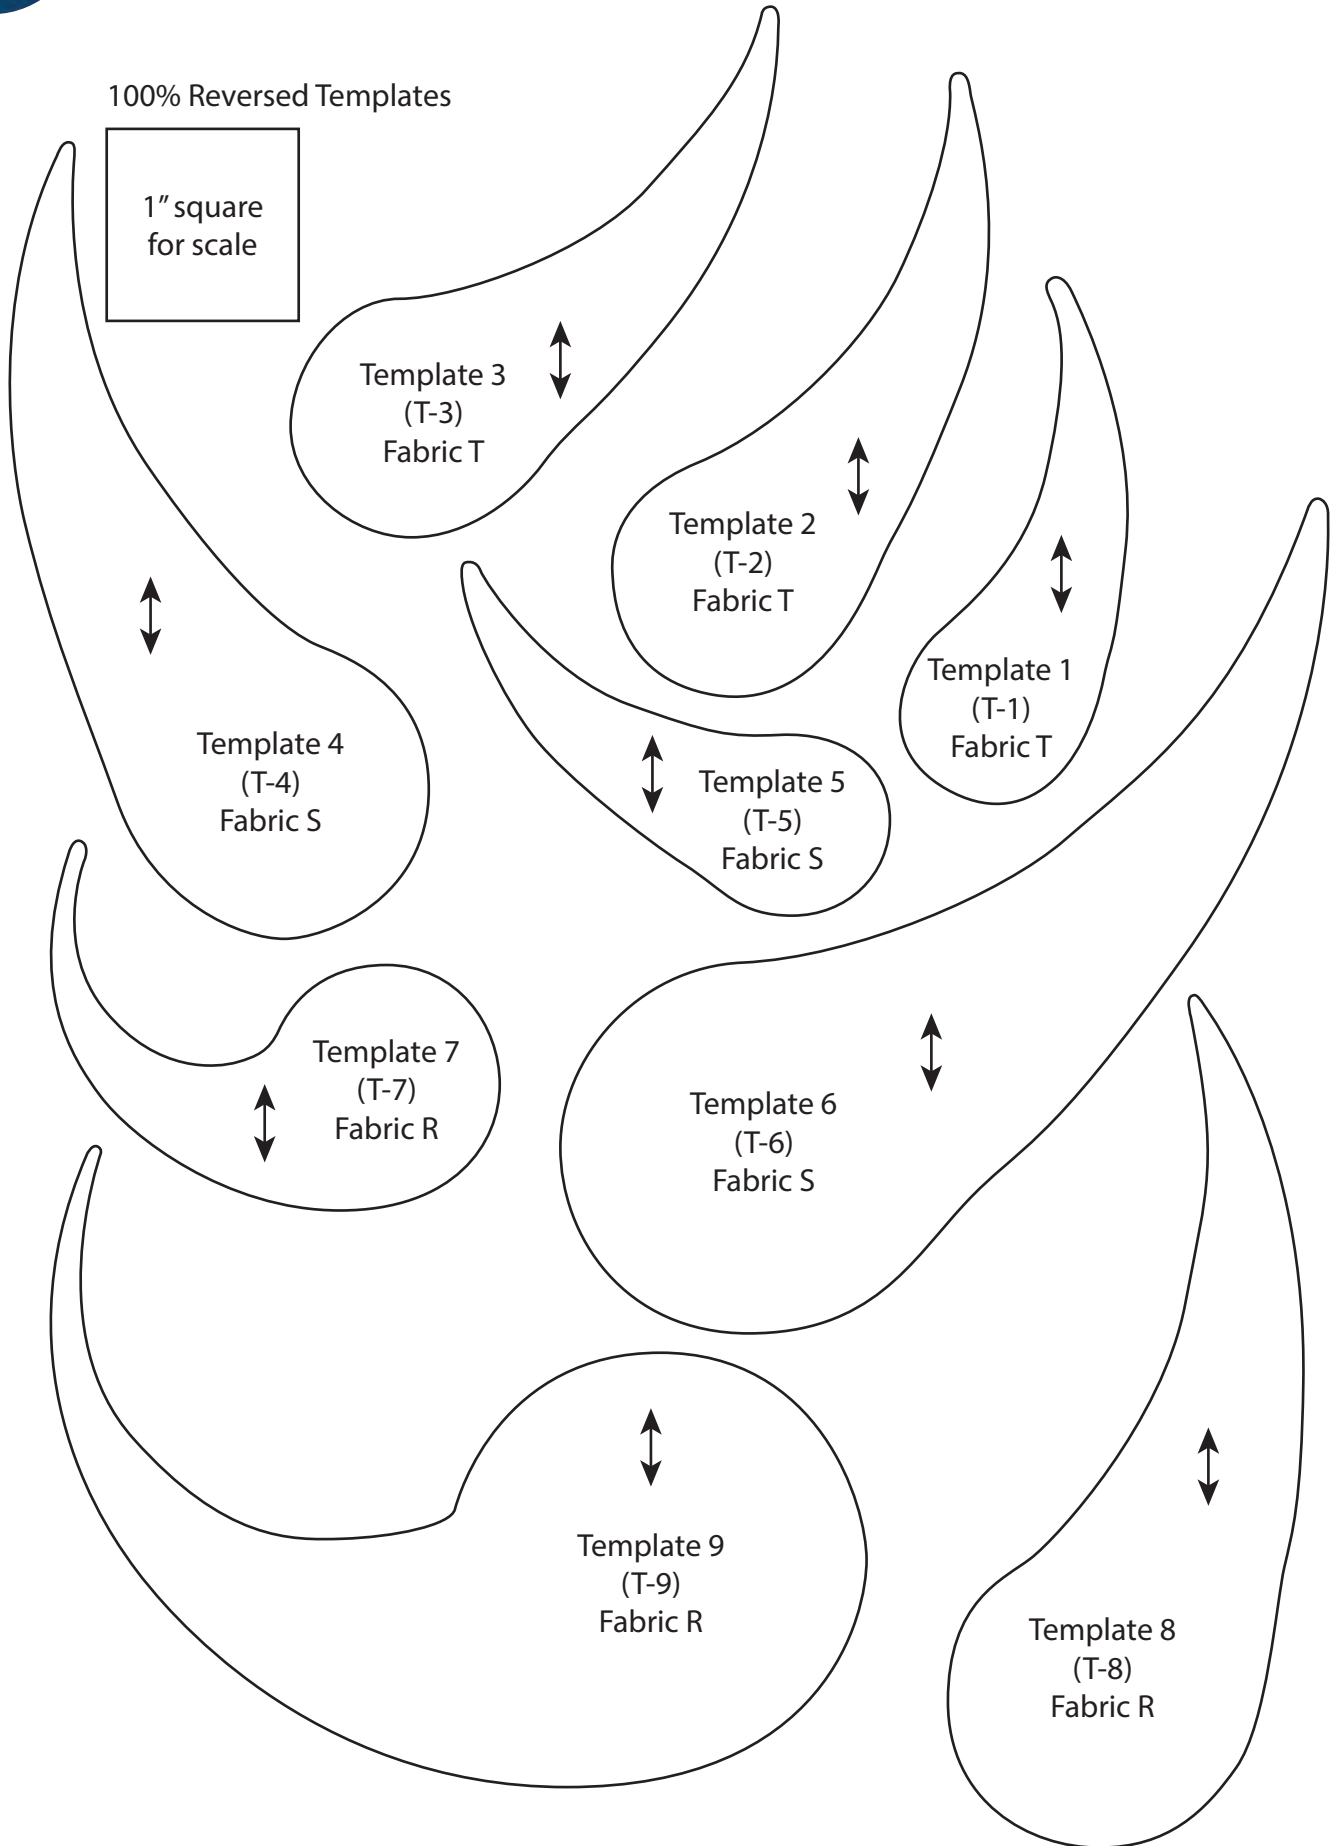 100% Reversed Templates
1” square
for scale
Template 3
(T-3)
Fabric T
Template 2
(T-2)
Fabric T
Template 1
(T-1)
Fabric T
Template 4
(T-4)
Fabric S
Template 5
(T-5)
Fabric S
Template 7
(T-7)
Fabric R
Template 6
(T-6)
Fabric S
Template 9
(T-9)
Fabric R
Template 8
(T-8)
Fabric R